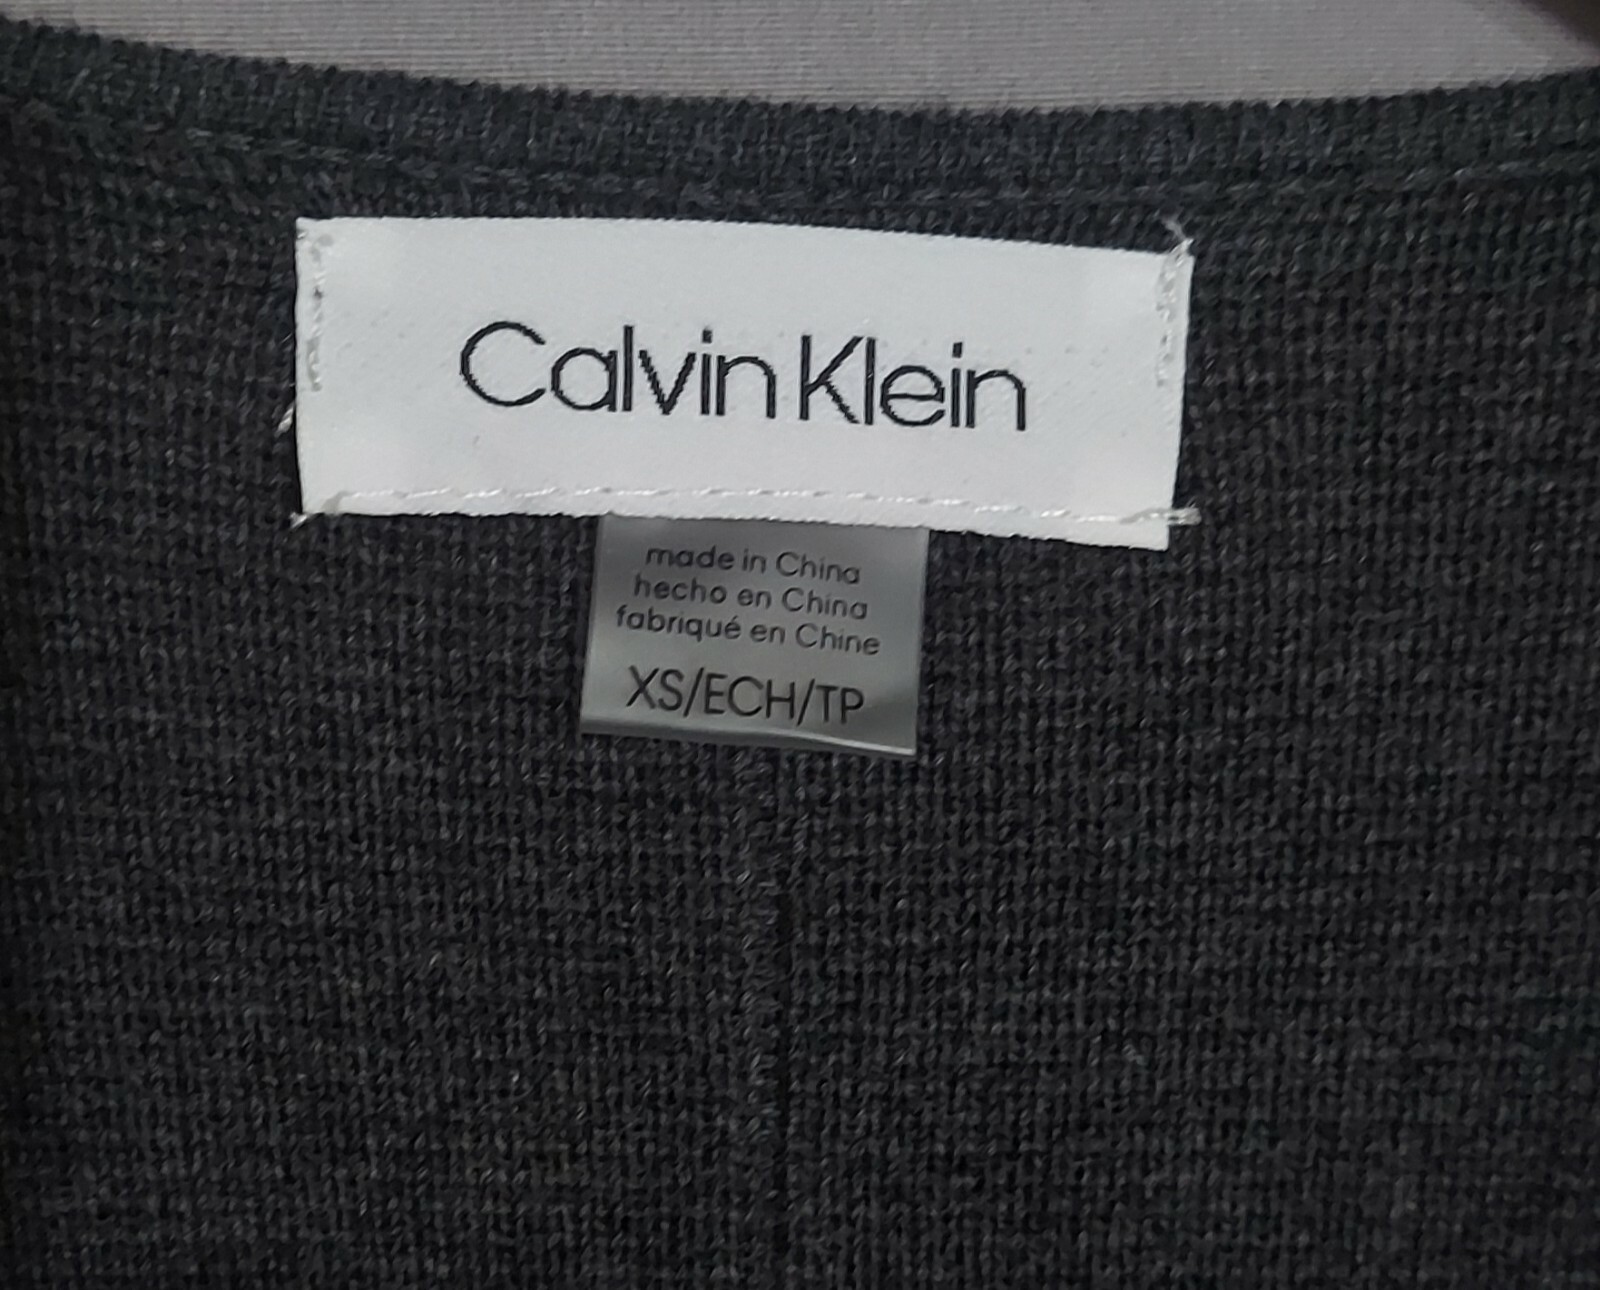 Calvin Klein
made in China
hecho en China
fabriqué en Chine
XS/ECH/TP